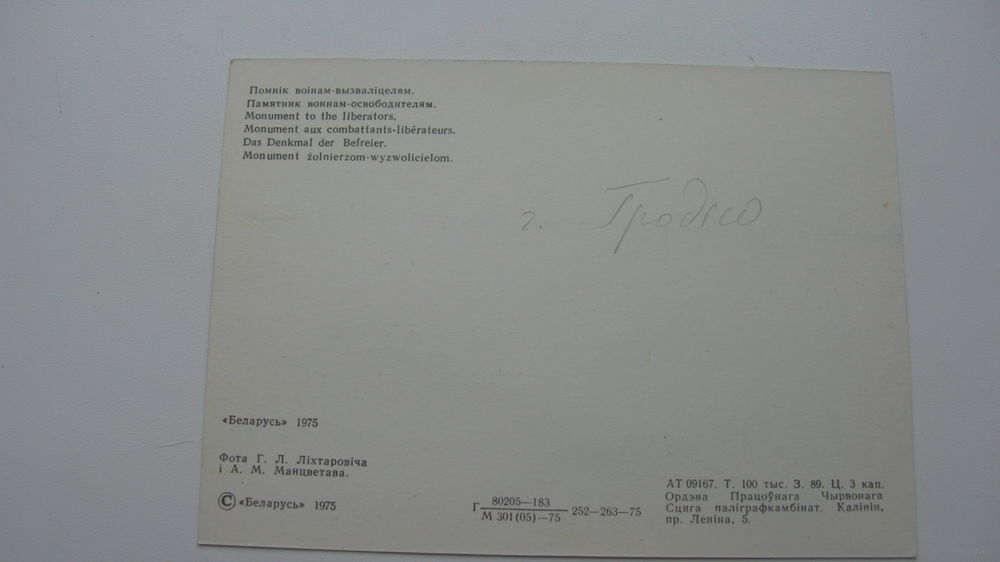 Помнік воінам-вызваліцелям.
Памятник воинам-освободителям.
Monument to the liberators.
Monument aux combattants-libérateurs.
Das Denkmal der Befreier.
Monument żolnierzom-wyzwolicielom.
г. Гродно
«Беларусь» 1975
Фота Г. Л. Ліхтаровіча
і А. М. Манцветава.
© «Беларусь» 1975
Г 80205—183
М 301(05)—75 252—263—75
АТ 09167. Т. 100 тыс. З. 89. Ц. 3 кап.
Ордэна Працоўнага Чырвонага
Сцяга паліграфкамбінат. Калінін,
пр. Леніна, 5.